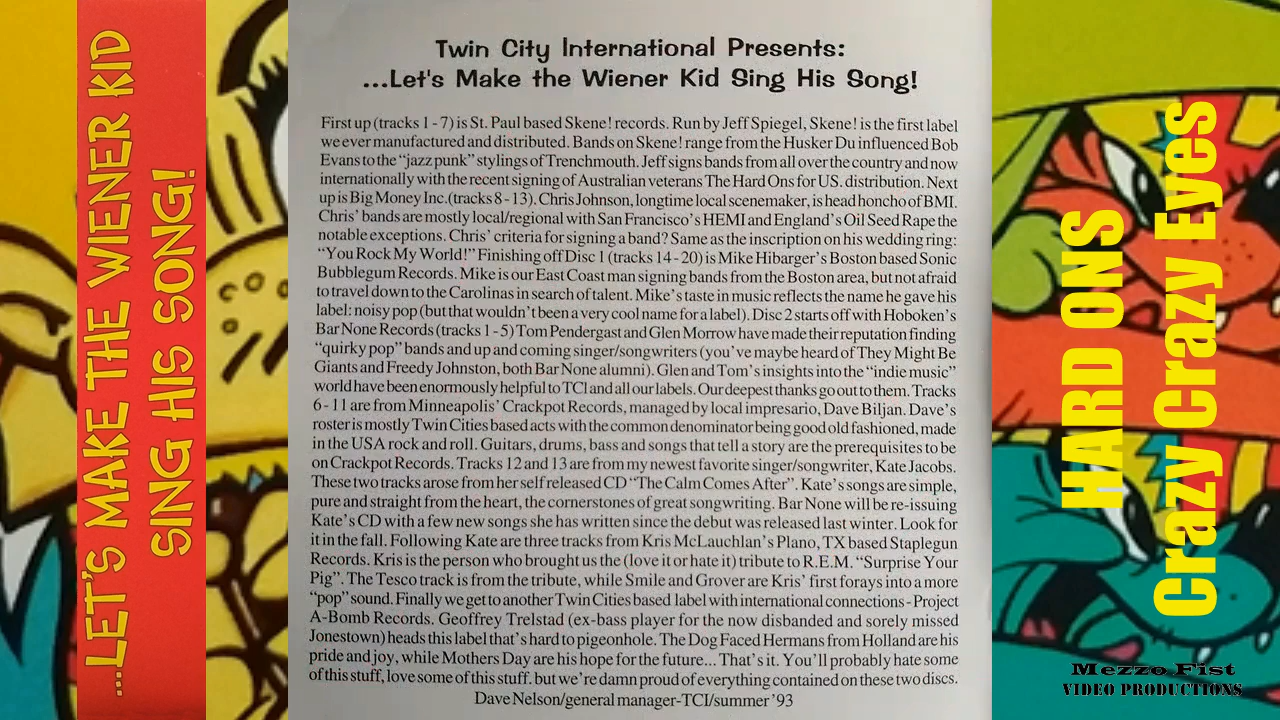 ...LET'S MAKE THE WIENER KID
SING HIS SONG!
Twin City International Presents:
...Let's Make the Wiener Kid Sing His Song!
First up (tracks 1 - 7) is St. Paul based Skene! records. Run by Jeff Spiegel, Skene! is the first label
we ever manufactured and distributed. Bands on Skene! range from the Husker Du influenced Bob
Evans to the “jazz punk” stylings of Trenchmouth. Jeff signs bands from all over the country and now
internationally with the recent signing of Australian veterans The Hard Ons for US. distribution. Next
up is Big Money Inc.(tracks 8 - 13). Chris Johnson, longtime local scenemaker, is head honcho of BMI.
Chris’ bands are mostly local/regional with San Francisco’s HEMI and England’s Oil Seed Rape the
notable exceptions. Chris’ criteria for signing a band? Same as the inscription on his wedding ring:
“You Rock My World!” Finishing off Disc 1 (tracks 14 - 20) is Mike Hibarger’s Boston based Sonic
Bubblegum Records. Mike is our East Coast man signing bands from the Boston area, but not afraid
to travel down to the Carolinas in search of talent. Mike’s taste in music reflects the name he gave his
label: noisy pop (but that wouldn’t been a very cool name for a label). Disc 2 starts off with Hoboken’s
Bar None Records (tracks 1 - 5) Tom Pendergast and Glen Morrow have made their reputation finding
“quirky pop” bands and up and coming singer/songwriters (you’ve maybe heard of They Might Be
Giants and Freedy Johnston, both Bar None alumni). Glen and Tom’s insights into the “indie music”
world have been enormously helpful to TCI and all our labels. Our deepest thanks go out to them. Tracks
6 - 11 are from Minneapolis’ Crackpot Records, managed by local impresario, Dave Biljan. Dave’s
roster is mostly Twin Cities based acts with the common denominator being good old fashioned, made
in the USA rock and roll. Guitars, drums, bass and songs that tell a story are the prerequisites to be
on Crackpot Records. Tracks 12 and 13 are from my newest favorite singer/songwriter, Kate Jacobs.
These two tracks arose from her self released CD “The Calm Comes After”. Kate’s songs are simple,
pure and straight from the heart, the cornerstones of great songwriting. Bar None will be re-issuing
Kate’s CD with a few new songs she has written since the debut was released last winter. Look for
it in the fall. Following Kate are three tracks from Kris McLauchlan’s Plano, TX based Staplegun
Records. Kris is the person who brought us the (love it or hate it) tribute to R.E.M. “Surprise Your
Pig”. The Tesco track is from the tribute, while Smile and Grover are Kris’ first forays into a more
“pop” sound. Finally we get to another Twin Cities based label with international connections - Project
A-Bomb Records. Geoffrey Trelstad (ex-bass player for the now disbanded and sorely missed
Jonestown) heads this label that’s hard to pigeonhole. The Dog Faced Hermans from Holland are his
pride and joy, while Mothers Day are his hope for the future... That’s it. You’ll probably hate some
of this stuff, love some of this stuff. but we’re damn proud of everything contained on these two discs.
Dave Nelson/general manager-TCI/summer ’93
HARD ONS
Crazy Crazy Eyes
Mezzo Fist
VIDEO PRODUCTIONS